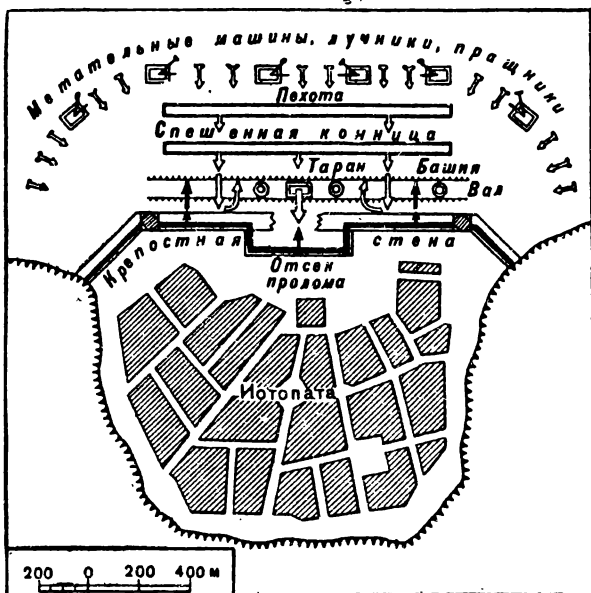 Метательные машины, лучники, пращники
Пехота
Спешенная конница
Таран Башня
Вал
Крепостная стена
Отсек
пролома
Иотопата
200 0 200 400 м